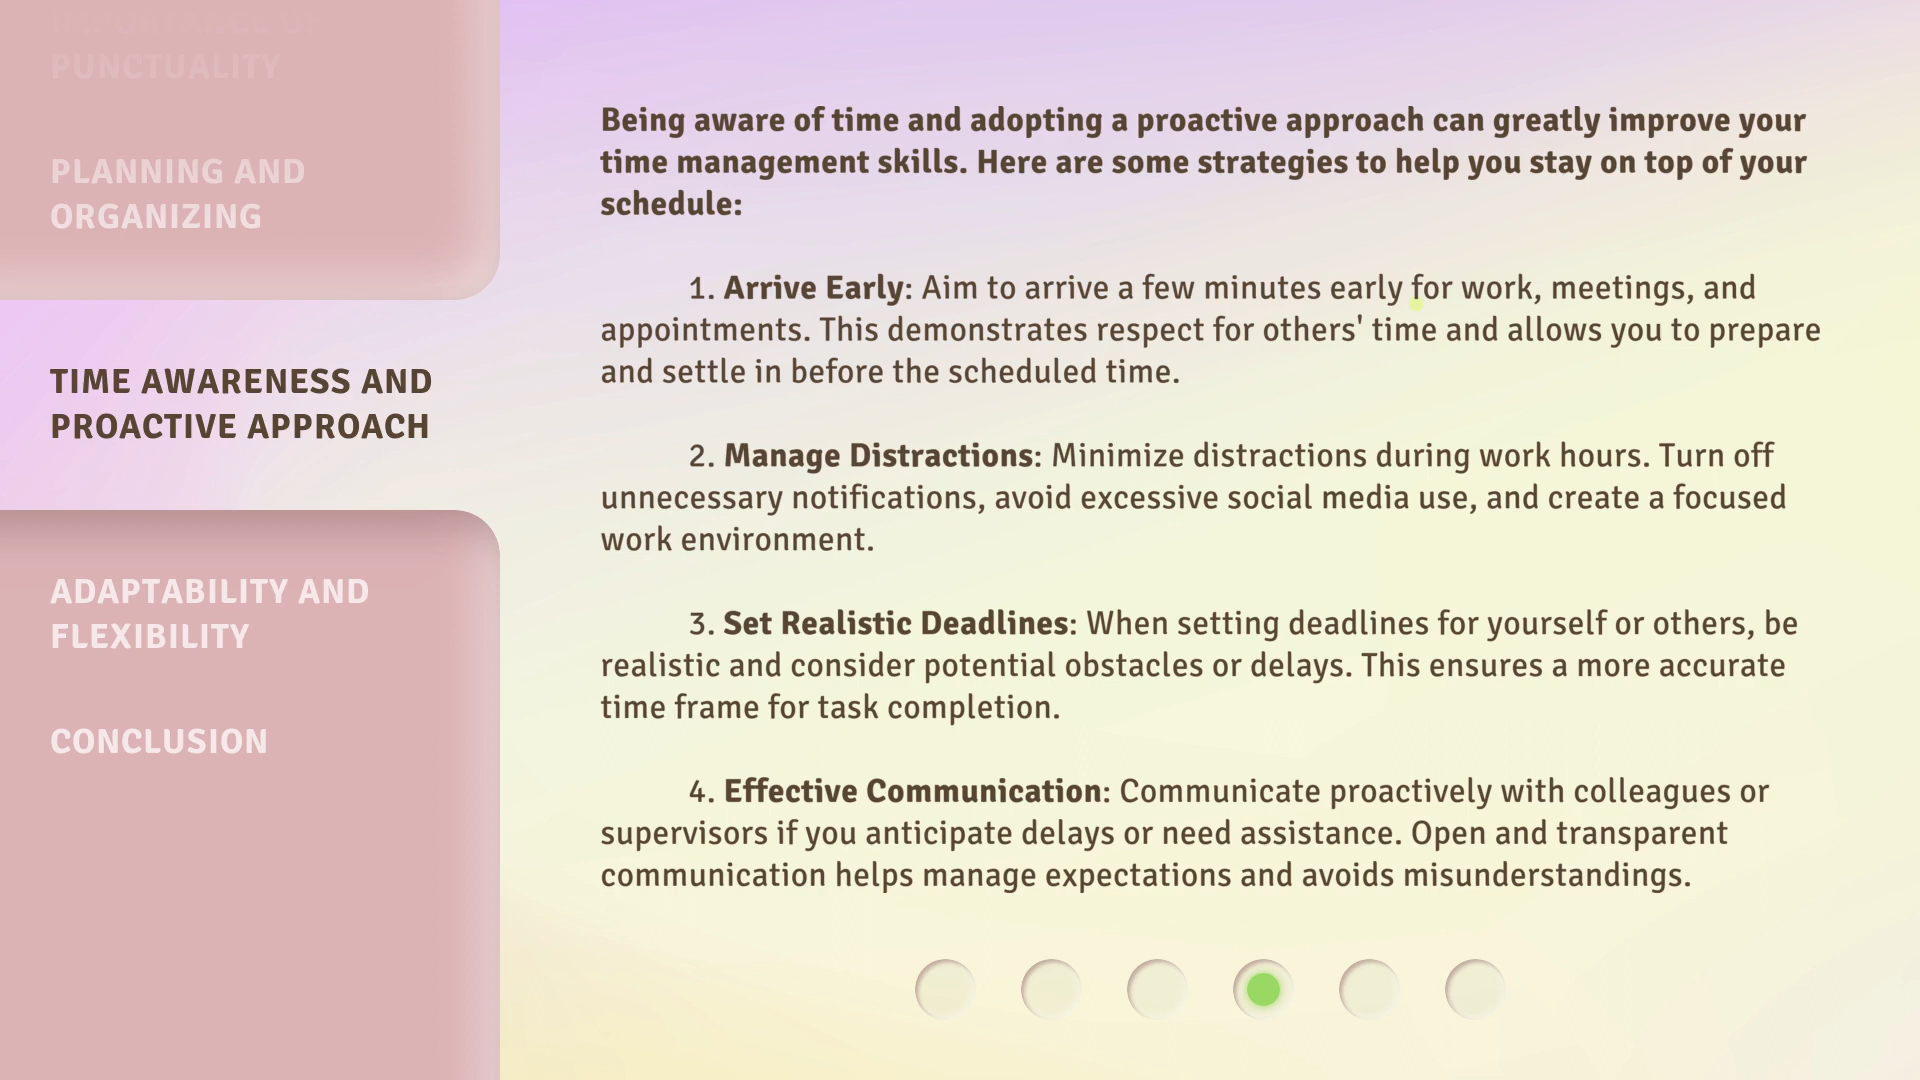 IMPORTANCE OF
PUNCTUALITY
PLANNING AND
ORGANIZING
TIME AWARENESS AND
PROACTIVE APPROACH
ADAPTABILITY AND
FLEXIBILITY
CONCLUSION
Being aware of time and adopting a proactive approach can greatly improve your
time management skills. Here are some strategies to help you stay on top of your
schedule:
1. Arrive Early: Aim to arrive a few minutes early for work, meetings, and
appointments. This demonstrates respect for others' time and allows you to prepare
and settle in before the scheduled time.
2. Manage Distractions: Minimize distractions during work hours. Turn off
unnecessary notifications, avoid excessive social media use, and create a focused
work environment.
3. Set Realistic Deadlines: When setting deadlines for yourself or others, be
realistic and consider potential obstacles or delays. This ensures a more accurate
time frame for task completion.
4. Effective Communication: Communicate proactively with colleagues or
supervisors if you anticipate delays or need assistance. Open and transparent
communication helps manage expectations and avoids misunderstandings.